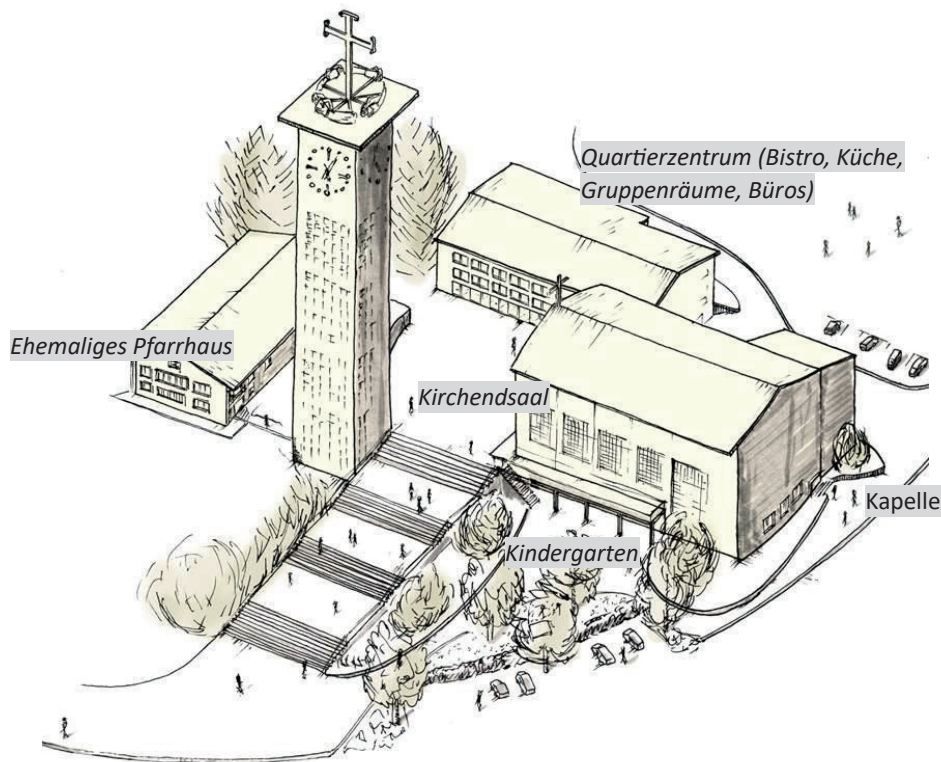 Quartierzentrum (Bistro, Küche,
Gruppenräume, Büros)
Ehemaliges Pfarrhaus
Kirchendsaal
Kapelle
Kindergarten